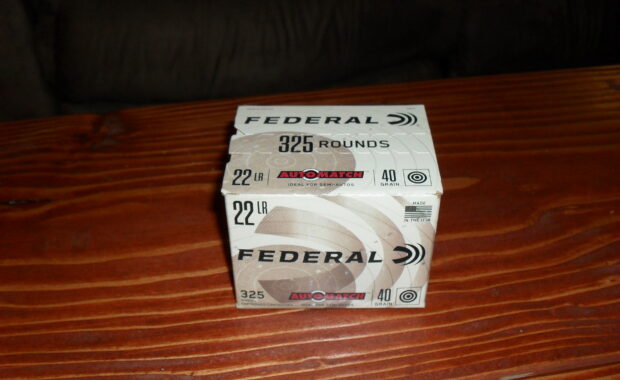 FEDERAL
325 ROUNDS
22 LR AUTOMATCH 40
IDEAL FOR SEMI-AUTOS GRAIN
22 LR
MADE
IN THE USA
FEDERAL
325 AUTOMATCH 40
GRAIN